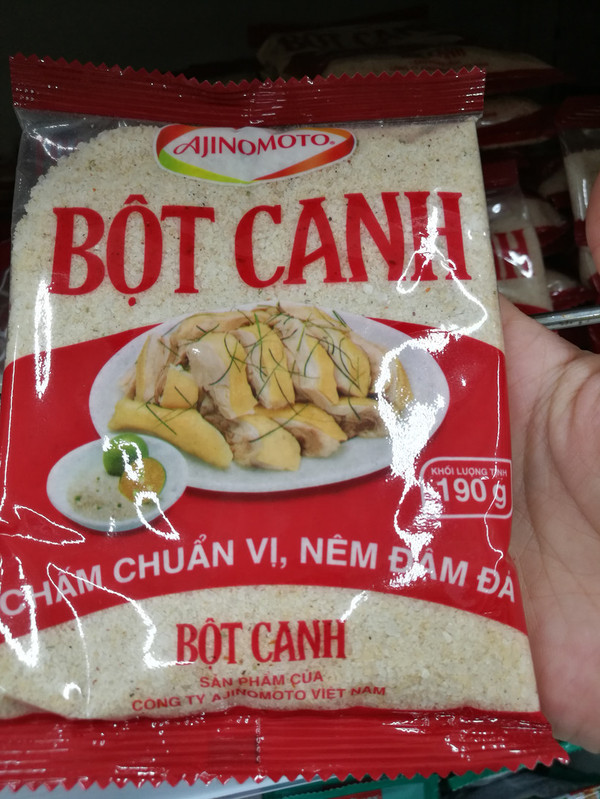 AJINOMOTO®
BỘT CANH
KHỐI LƯỢNG TỊNH
190 g
CHẤM CHUẨN VỊ, NÊM ĐẬM ĐÀ
BỘT CANH
SẢN PHẨM CỦA
CÔNG TY AJINOMOTO VIỆT NAM